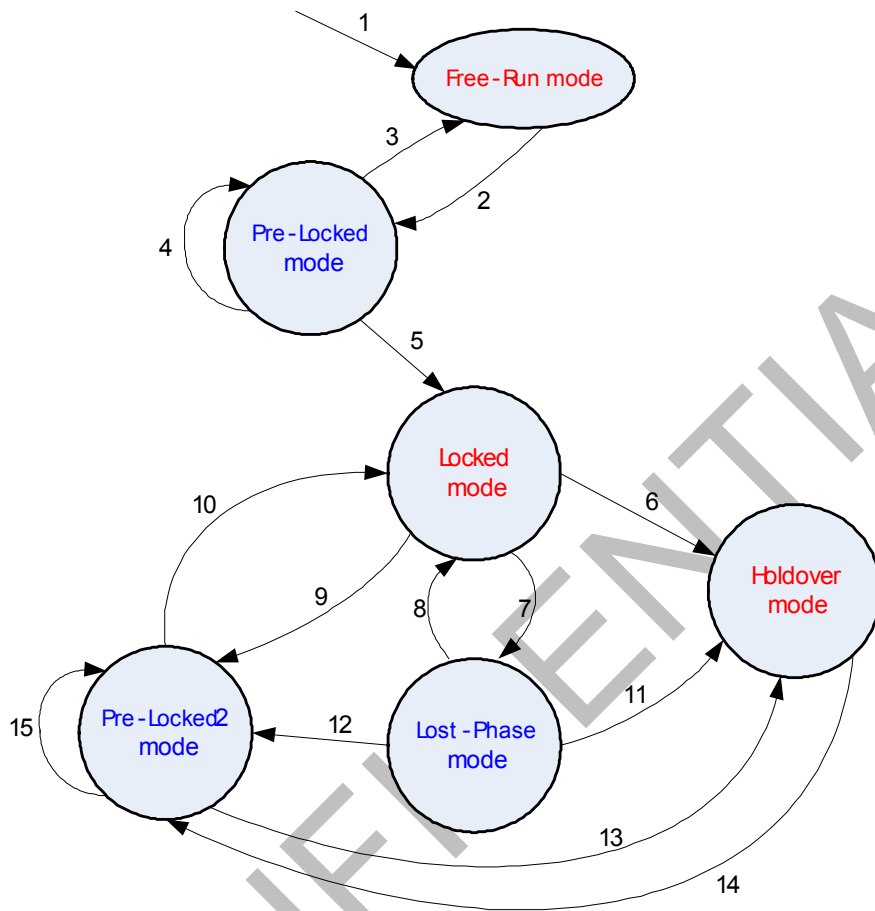 1
Free-Run mode
3
2
Pre-Locked
mode
4
5
Locked
mode
10
6
Holdover
mode
9
8
7
11
Pre-Locked2
mode
15
12
Lost-Phase
mode
13
14